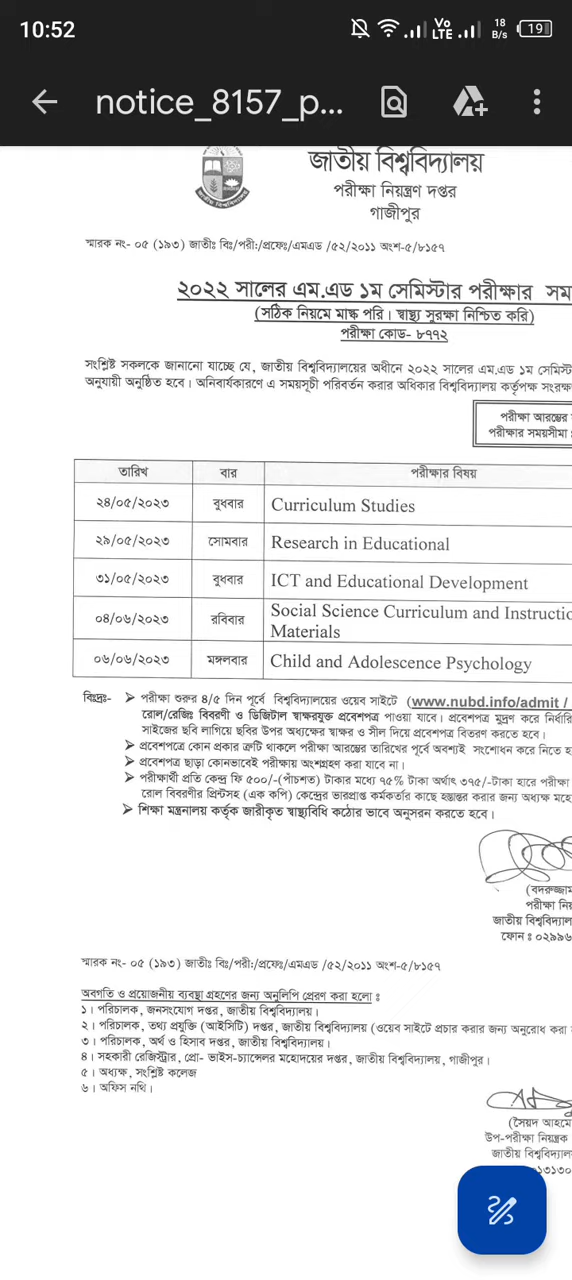 10:52
Vo LTE 18 B/s 19
notice_8157_p...
জাতীয় বিশ্ববিদ্যালয়
পরীক্ষা নিয়ন্ত্রণ দপ্তর
গাজীপুর
স্মারক নং- ০৫ (১৯৩) জাতীঃ বিঃ/পরী:/প্রফেঃ/এমএড /৫২/২০১১ অংশ-৫/৮১৫৭
২০২২ সালের এম.এড ১ম সেমিস্টার পরীক্ষার সম
(সঠিক নিয়মে মাস্ক পরি। স্বাস্থ্য সুরক্ষা নিশ্চিত করি)
পরীক্ষা কোড- ৮৭৭২
সংশ্লিষ্ট সকলকে জানানো যাচ্ছে যে, জাতীয় বিশ্ববিদ্যালয়ের অধীনে ২০২২ সালের এম.এড ১ম সেমিস্ট
অনুযায়ী অনুষ্ঠিত হবে। অনিবার্যকারণে এ সময়সূচী পরিবর্তন করার অধিকার বিশ্ববিদ্যালয় কর্তৃপক্ষ সংরক্ষ
পরীক্ষা আরম্ভের
পরীক্ষার সময়সীমা :
তারিখ বার পরীক্ষার বিষয়
২৪/০৫/২০২৩ বুধবার Curriculum Studies
২৯/০৫/২০২৩ সোমবার Research in Educational
৩১/০৫/২০২৩ বুধবার ICT and Educational Development
০৪/০৬/২০২৩ রবিবার Social Science Curriculum and Instructio
Materials
০৬/০৬/২০২৩ মঙ্গলবার Child and Adolescence Psychology
বিঃদ্রঃ- ➢ পরীক্ষা শুরুর ৪/৫ দিন পূর্বে বিশ্ববিদ্যালয়ের ওয়েব সাইটে (www.nubd.info/admit /
রোল/রেজিঃ বিবরণী ও ডিজিটাল স্বাক্ষরযুক্ত প্রবেশপত্র পাওয়া যাবে। প্রবেশপত্র মুদ্রণ করে নির্ধারি
সাইজের ছবি লাগিয়ে ছবির উপর অধ্যক্ষের স্বাক্ষর ও সীল দিয়ে প্রবেশপত্র বিতরণ করতে হবে।
➢ প্রবেশপত্রে কোন প্রকার ত্রুটি থাকলে পরীক্ষা আরম্ভের তারিখের পূর্বে অবশ্যই সংশোধন করে নিতে হ
➢ প্রবেশপত্র ছাড়া কোনভাবেই পরীক্ষায় অংশগ্রহণ করা যাবে না।
➢ পরীক্ষার্থী প্রতি কেন্দ্র ফি ৫০০/-(পাঁচশত) টাকার মধ্যে ৭৫% টাকা অর্থাৎ ৩৭৫/-টাকা হারে পরীক্ষা
রোল বিবরণীর প্রিন্টসহ (এক কপি) কেন্দ্রের ভারপ্রাপ্ত কর্মকর্তার কাছে হস্তান্তর করার জন্য অধ্যক্ষ মহো
➢ শিক্ষা মন্ত্রনালয় কর্তৃক জারীকৃত স্বাস্থ্যবিধি কঠোর ভাবে অনুসরন করতে হবে।
(বদরুজ্জাম
পরীক্ষা নিয়
জাতীয় বিশ্ববিদ্যাল
ফোন ঃ ০২৯৯৬
স্মারক নং- ০৫ (১৯৩) জাতীঃ বিঃ/পরী:/প্রফেঃ/এমএড /৫২/২০১১ অংশ-৫/৮১৫৭
অবগতি ও প্রয়োজনীয় ব্যবস্থা গ্রহণের জন্য অনুলিপি প্রেরণ করা হলো ঃ
১। পরিচালক, জনসংযোগ দপ্তর, জাতীয় বিশ্ববিদ্যালয়।
২। পরিচালক, তথ্য প্রযুক্তি (আইসিটি) দপ্তর, জাতীয় বিশ্ববিদ্যালয় (ওয়েব সাইটে প্রচার করার জন্য অনুরোধ করা
৩। পরিচালক, অর্থ ও হিসাব দপ্তর, জাতীয় বিশ্ববিদ্যালয়।
৪। সহকারী রেজিস্ট্রার, প্রো- ভাইস-চ্যান্সেলর মহোদয়ের দপ্তর, জাতীয় বিশ্ববিদ্যালয়, গাজীপুর।
৫। অধ্যক্ষ, সংশ্লিষ্ট কলেজ
৬। অফিস নথি।
(সৈয়দ আহমে
উপ-পরীক্ষা নিয়ন্ত্রক
জাতীয় বিশ্ববিদ্যাল
০১৩০